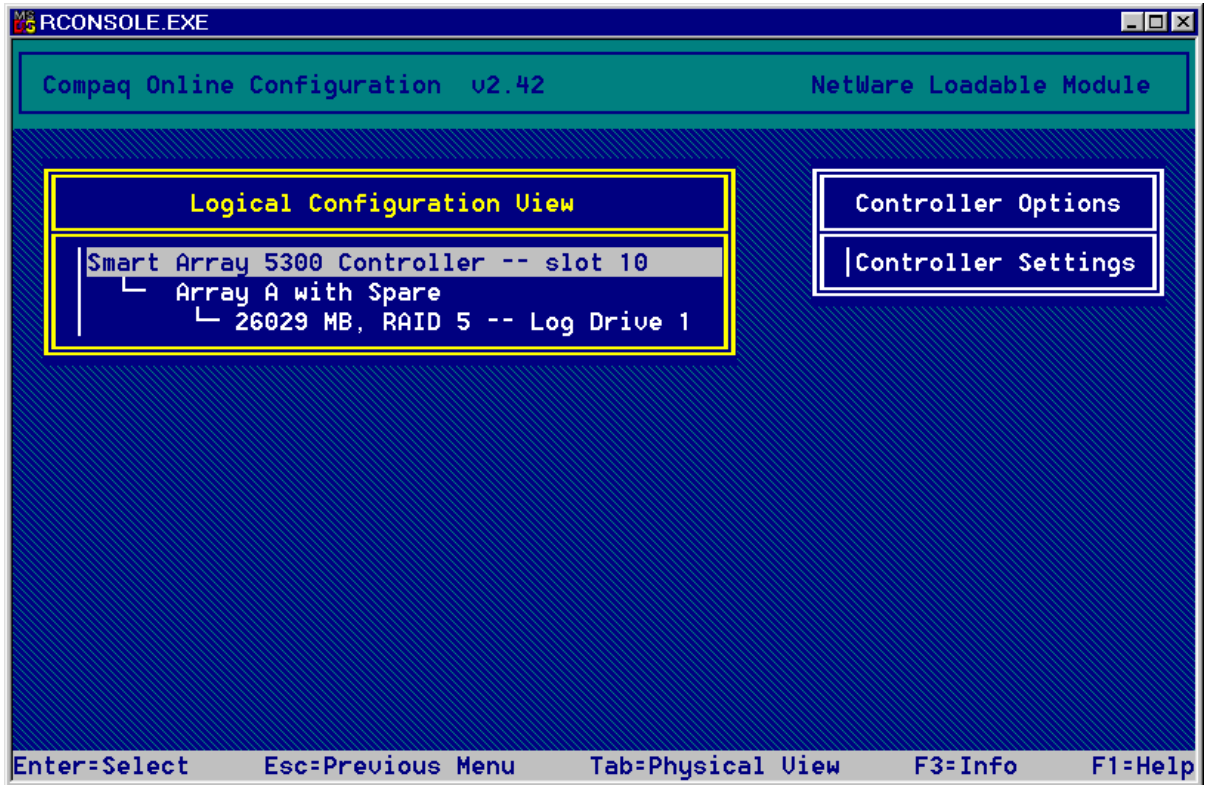 RCONSOLE.EXE
Compaq Online Configuration v2.42 NetWare Loadable Module
Logical Configuration View
Smart Array 5300 Controller -- slot 10
Array A with Spare
26029 MB, RAID 5 -- Log Drive 1
Controller Options
Controller Settings
Enter=Select Esc=Previous Menu Tab=Physical View F3=Info F1=Help